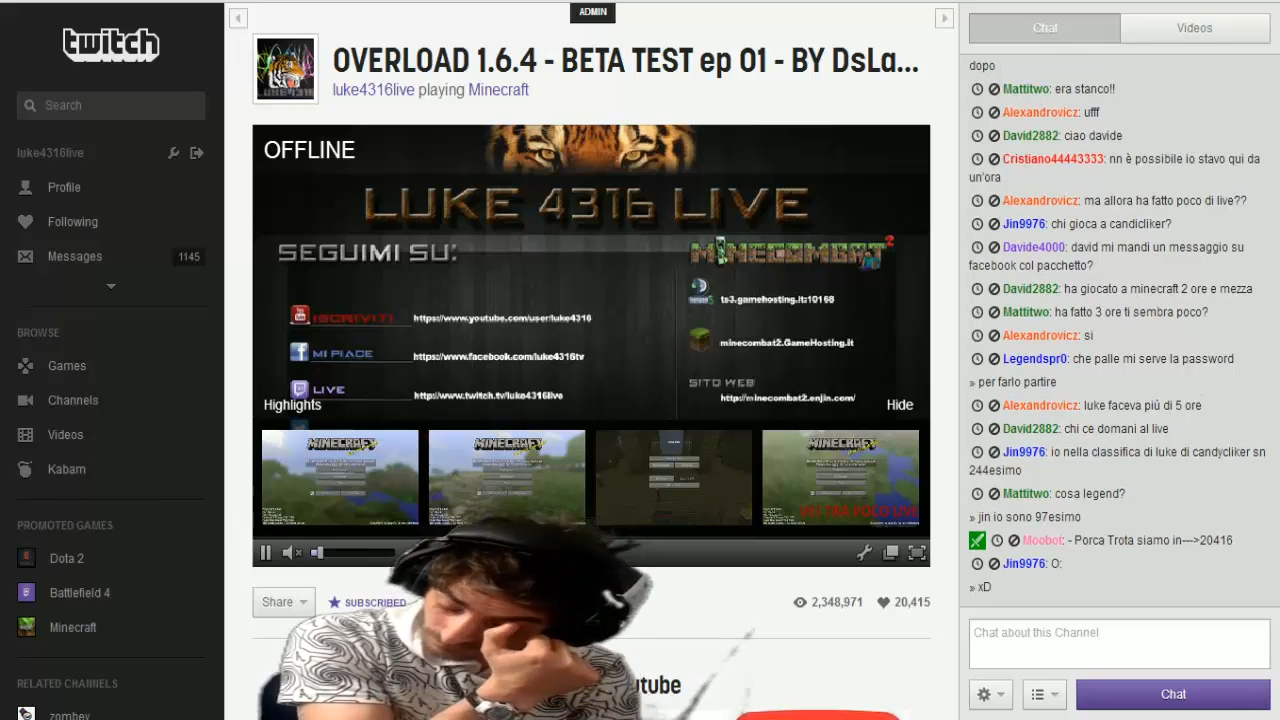 twitch
Search
luke4316live
Profile
Following
Messages 1145
BROWSE
Games
Channels
Videos
Kabam
PROMOTED GAMES
Dota 2
Battlefield 4
Minecraft
RELATED CHANNELS
zombey
ADMIN
OVERLOAD 1.6.4 - BETA TEST ep 01 - BY DsLa...
luke4316live playing Minecraft
OFFLINE
LUKE 4316 LIVE
SEGUIMI SU:
MINECOMBAT 2
ISCRIVITI https://www.youtube.com/user/luke4316
MI PIACE https://www.facebook.com/luke4316tv
LIVE http://www.twitch.tv/luke4316live
ts3.gamehosting.it:10168
minecombat2.GameHosting.it
SITO WEB
http://minecombat2.enjin.com/
Highlights
Hide
MINECRAFT
MINECRAFT
MINECRAFT
Share
SUBSCRIBED
2,348,971
20,415
utube
Chat
Videos
dopo
Mattitwo: era stanco!!
Alexandrovicz: ufff
David2882: ciao davide
Cristiano44443333: nn è possibile io stavo qui da
un'ora
Alexandrovicz: ma allora ha fatto poco di live??
Jin9976: chi gioca a candicliker?
Davide4000: david mi mandi un messaggio su
facebook col pacchetto?
David2882: ha giocato a minecraft 2 ore e mezza
Mattitwo: ha fatto 3 ore ti sembra poco?
Alexandrovicz: si
Legendspr0: che palle mi serve la password
» per farlo partire
Alexandrovicz: luke faceva più di 5 ore
David2882: chi ce domani al live
Jin9976: io nella classifica di luke di candycliker sn
244esimo
Mattitwo: cosa legend?
» jin io sono 97esimo
Moobot: - Porca Trota siamo in--->20416
Jin9976: O:
» xD
Chat about this Channel
Chat